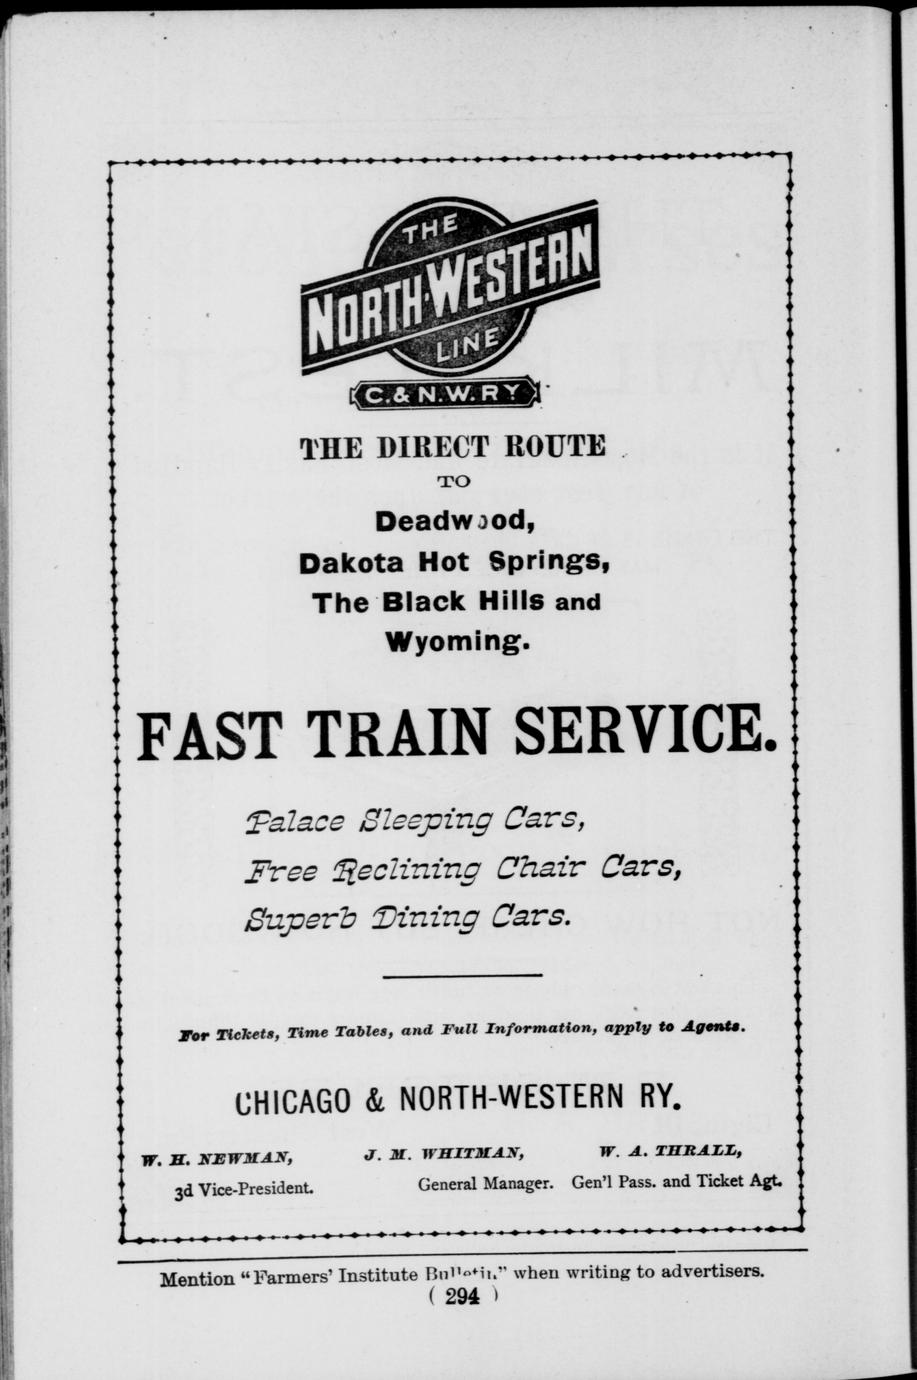 THE
NORTH-WESTERN
LINE
C. & N.W. RY
THE DIRECT ROUTE
TO
Deadwood,
Dakota Hot Springs,
The Black Hills and
Wyoming.
FAST TRAIN SERVICE.
Palace Sleeping Cars,
Free Reclining Chair Cars,
Superb Dining Cars.
For Tickets, Time Tables, and Full Information, apply to Agents.
CHICAGO & NORTH-WESTERN RY.
W. H. NEWMAN, J. M. WHITMAN, W. A. THRALL,
3d Vice-President. General Manager. Gen'l Pass. and Ticket Agt.
Mention "Farmers' Institute Bulletin" when writing to advertisers.
( 294 )